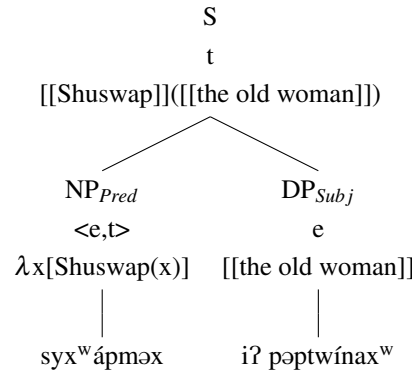 S
t
[[Shuswap]]([[the old woman]])
NP_Pred DP_Subj
<e,t> e
λx[Shuswap(x)] [[the old woman]]
syxʷápməx iʔ pəptwínaxʷ